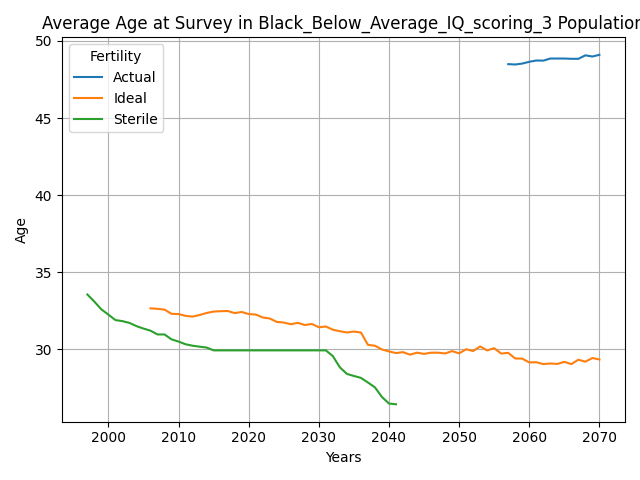 Average Age at Survey in Black_Below_Average_IQ_scoring_3 Population
Fertility
Actual
Ideal
Sterile
Age
50
45
40
35
30
2000 2010 2020 2030 2040 2050 2060 2070
Years